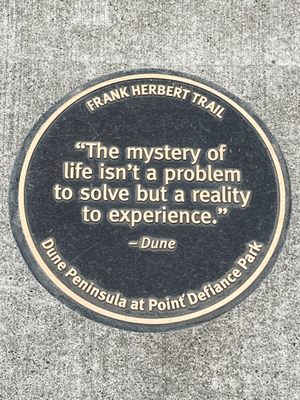 FRANK HERBERT TRAIL
“The mystery of
life isn’t a problem
to solve but a reality
to experience.”
– Dune
Dune Peninsula at Point Defiance Park